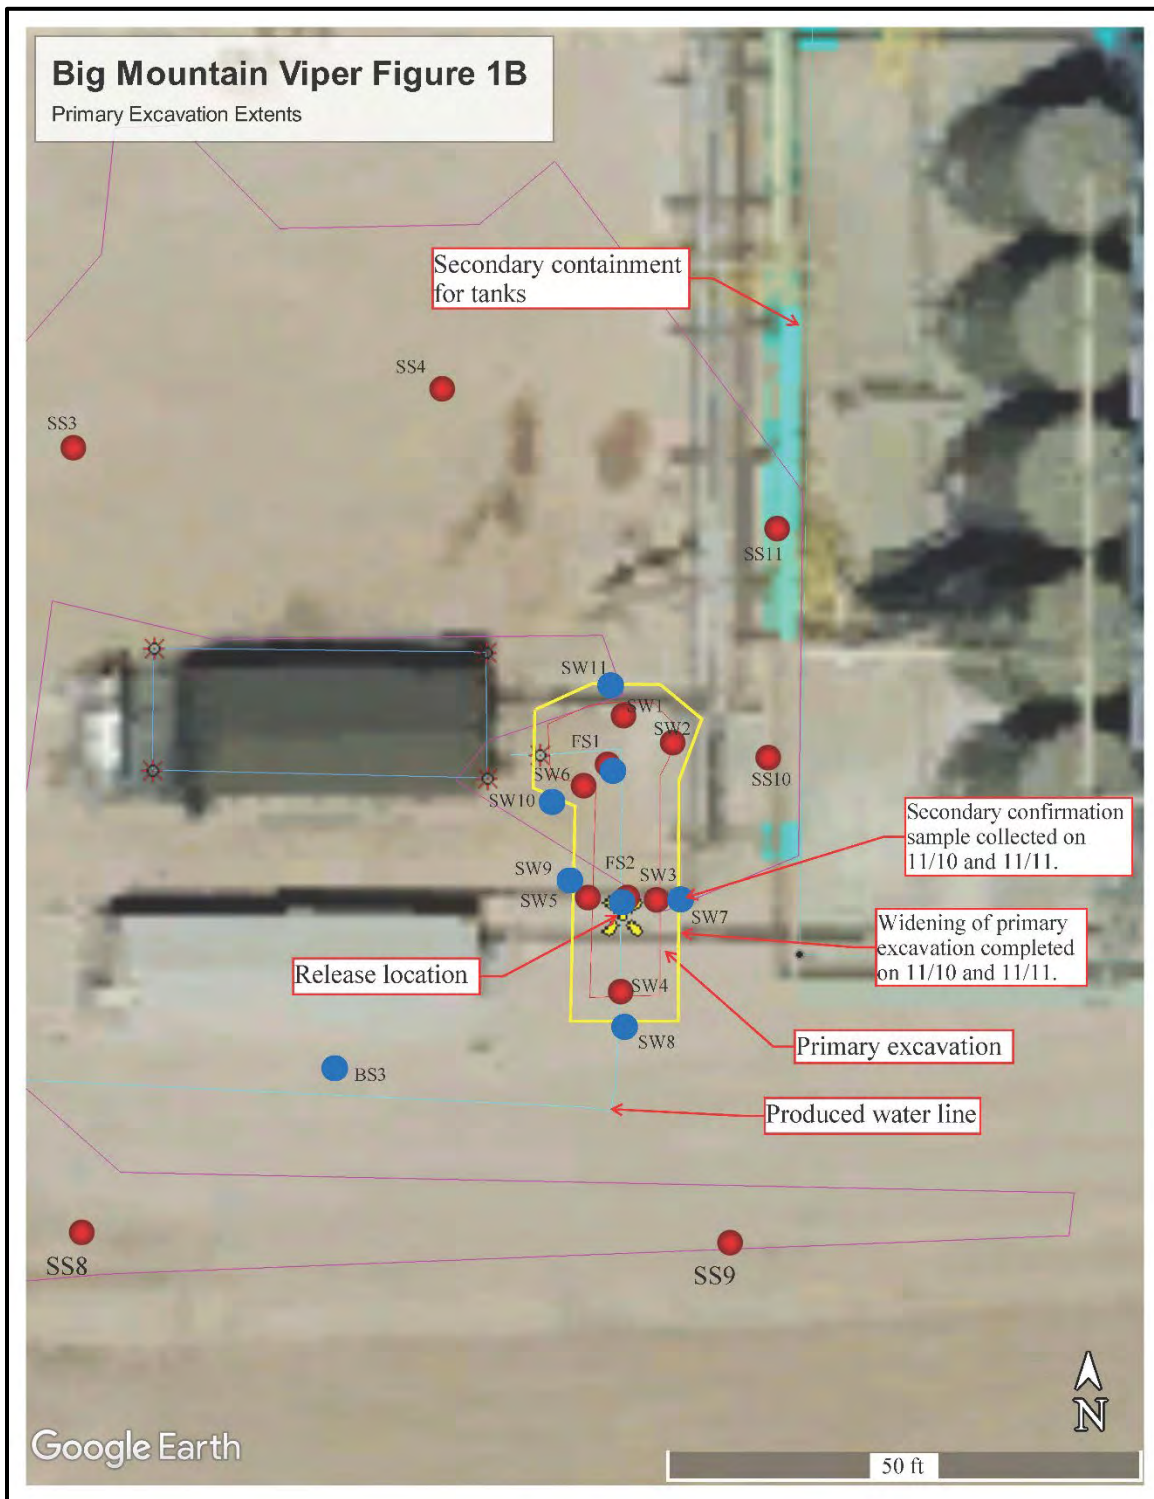 Big Mountain Viper Figure 1B
Primary Excavation Extents
Secondary containment
for tanks
SS4
SS3
SS11
SW11
SW1
SW2
FS1
SW6
SS10
SW10
Secondary confirmation
sample collected on
11/10 and 11/11.
FS2
SW9
SW3
SW5
SW7
Widening of primary
excavation completed
on 11/10 and 11/11.
Release location
SW4
SW8
Primary excavation
BS3
Produced water line
SS8
SS9
N
Google Earth
50 ft